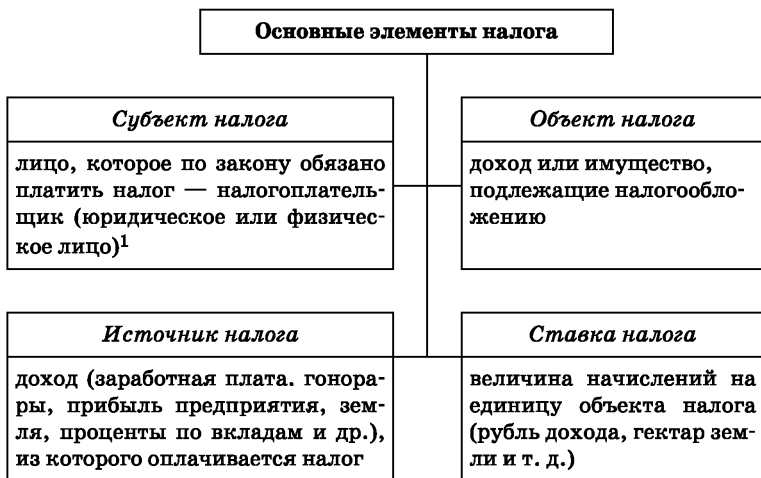 Основные элементы налога
Субъект налога
лицо, которое по закону обязано
платить налог — налогоплатель-
щик (юридическое или физичес-
кое лицо)¹
Объект налога
доход или имущество,
подлежащие налогообло-
жению
Источник налога
доход (заработная плата. гонора-
ры, прибыль предприятия, зем-
ля, проценты по вкладам и др.),
из которого оплачивается налог
Ставка налога
величина начислений на
единицу объекта налога
(рубль дохода, гектар зем-
ли и т. д.)